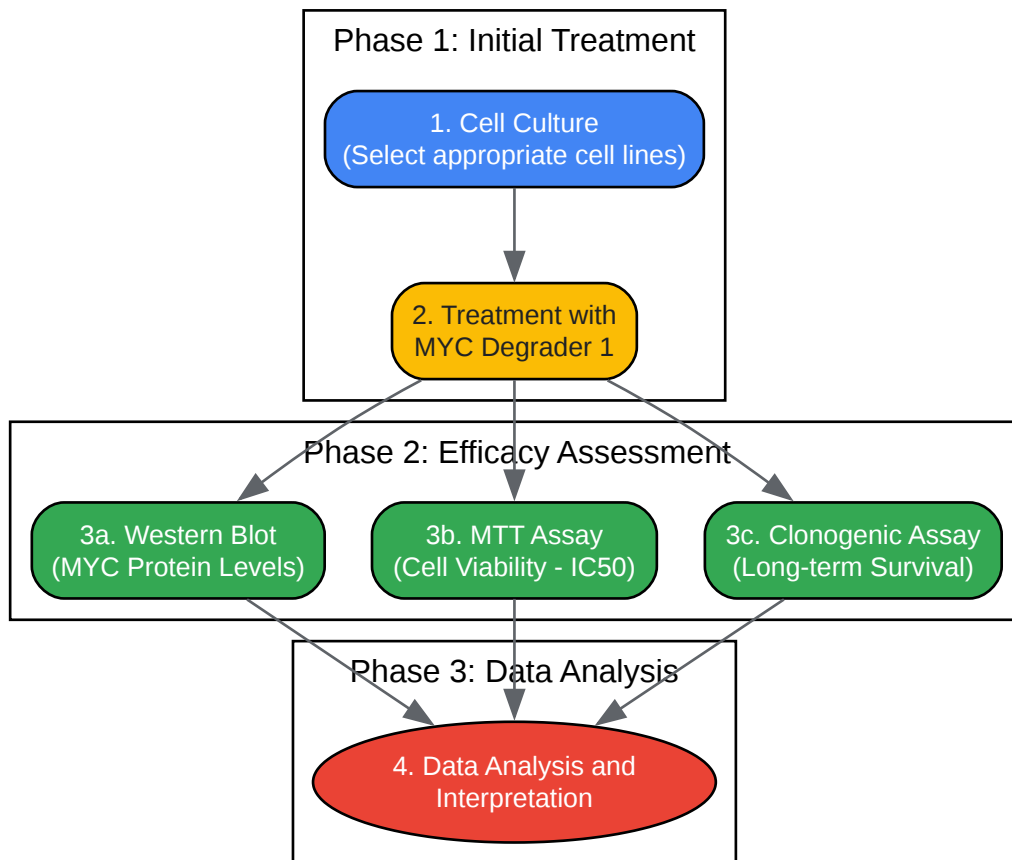 Phase 1: Initial Treatment
1. Cell Culture
(Select appropriate cell lines)
2. Treatment with
MYC Degrader 1
Phase 2: Efficacy Assessment
3a. Western Blot
(MYC Protein Levels)
3b. MTT Assay
(Cell Viability - IC50)
3c. Clonogenic Assay
(Long-term Survival)
Phase 3: Data Analysis
4. Data Analysis and
Interpretation